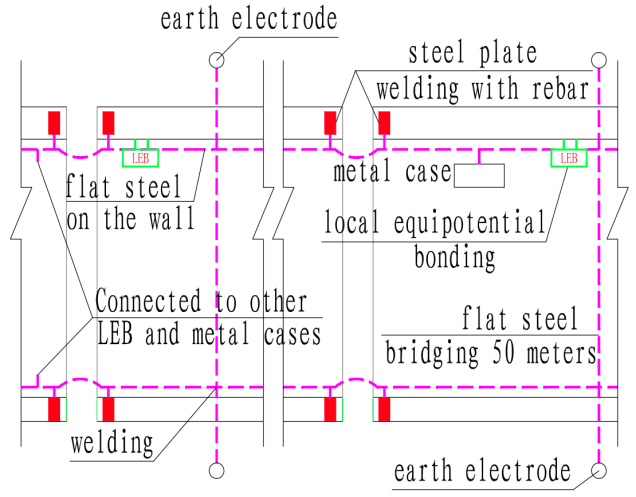 earth electrode
steel plate
welding with rebar
LEB
LEB
flat steel
on the wall
metal case
local equipotential
bonding
Connected to other
LEB and metal cases
flat steel
bridging 50 meters
welding
earth electrode